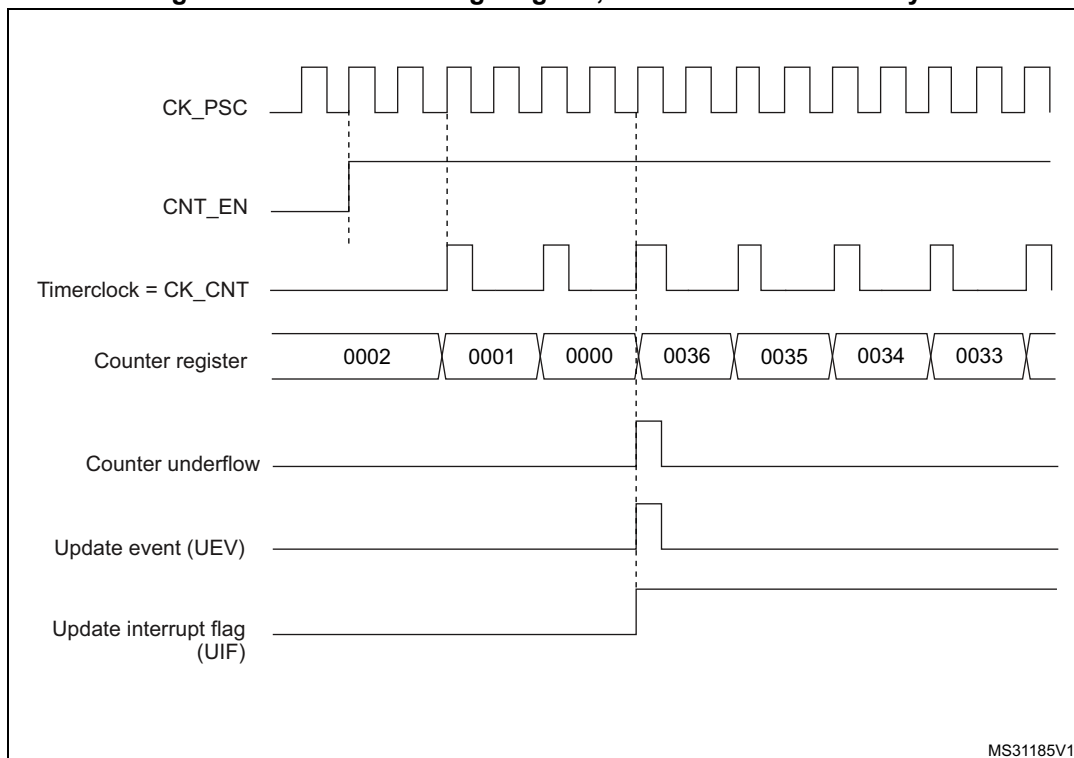 CK_PSC
CNT_EN
Timerclock = CK_CNT
Counter register 0002 0001 0000 0036 0035 0034 0033
Counter underflow
Update event (UEV)
Update interrupt flag
(UIF)
MS31185V1